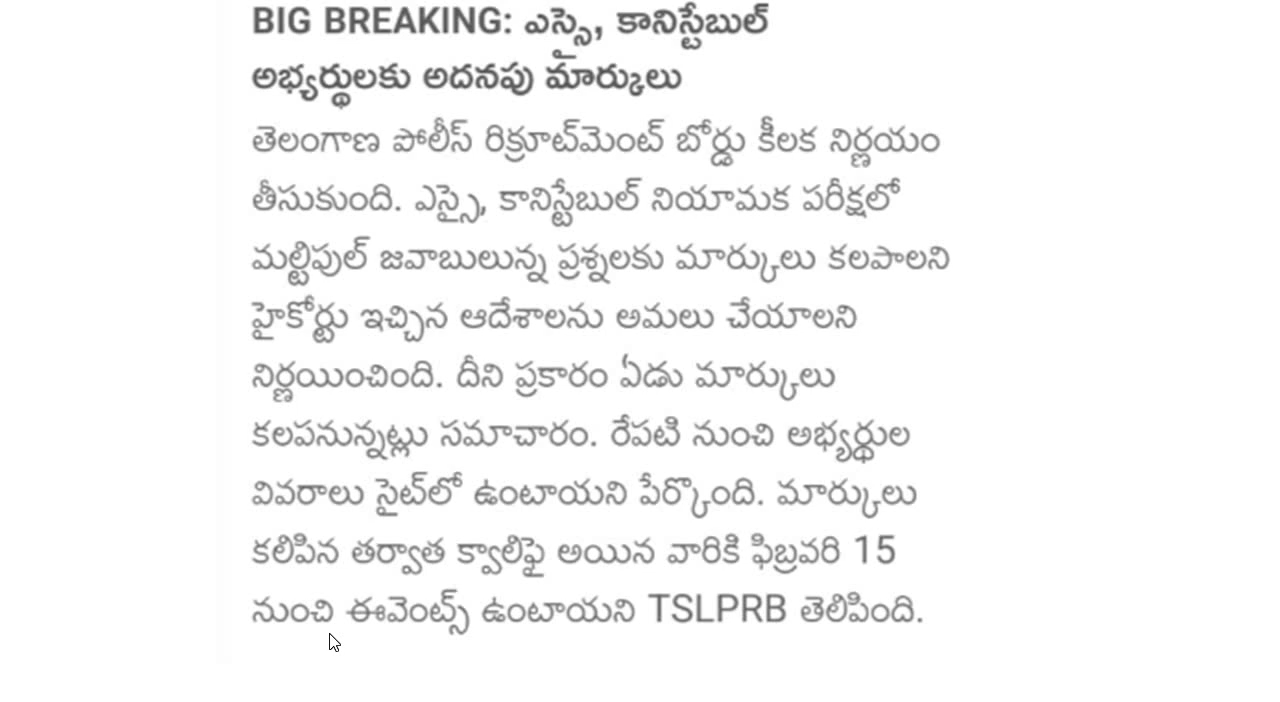 BIG BREAKING: ఎస్సై, కానిస్టేబుల్
అభ్యర్థులకు అదనపు మార్కులు
తెలంగాణ పోలీస్ రిక్రూట్‌మెంట్ బోర్డు కీలక నిర్ణయం
తీసుకుంది. ఎస్సై, కానిస్టేబుల్ నియామక పరీక్షలో
మల్టిపుల్ జవాబులున్న ప్రశ్నలకు మార్కులు కలపాలని
హైకోర్టు ఇచ్చిన ఆదేశాలను అమలు చేయాలని
నిర్ణయించింది. దీని ప్రకారం ఏడు మార్కులు
కలపనున్నట్లు సమాచారం. రేపటి నుంచి అభ్యర్థుల
వివరాలు సైట్‌లో ఉంటాయని పేర్కొంది. మార్కులు
కలిపిన తర్వాత క్వాలిఫై అయిన వారికి ఫిబ్రవరి 15
నుంచి ఈవెంట్స్ ఉంటాయని TSLPRB తెలిపింది.